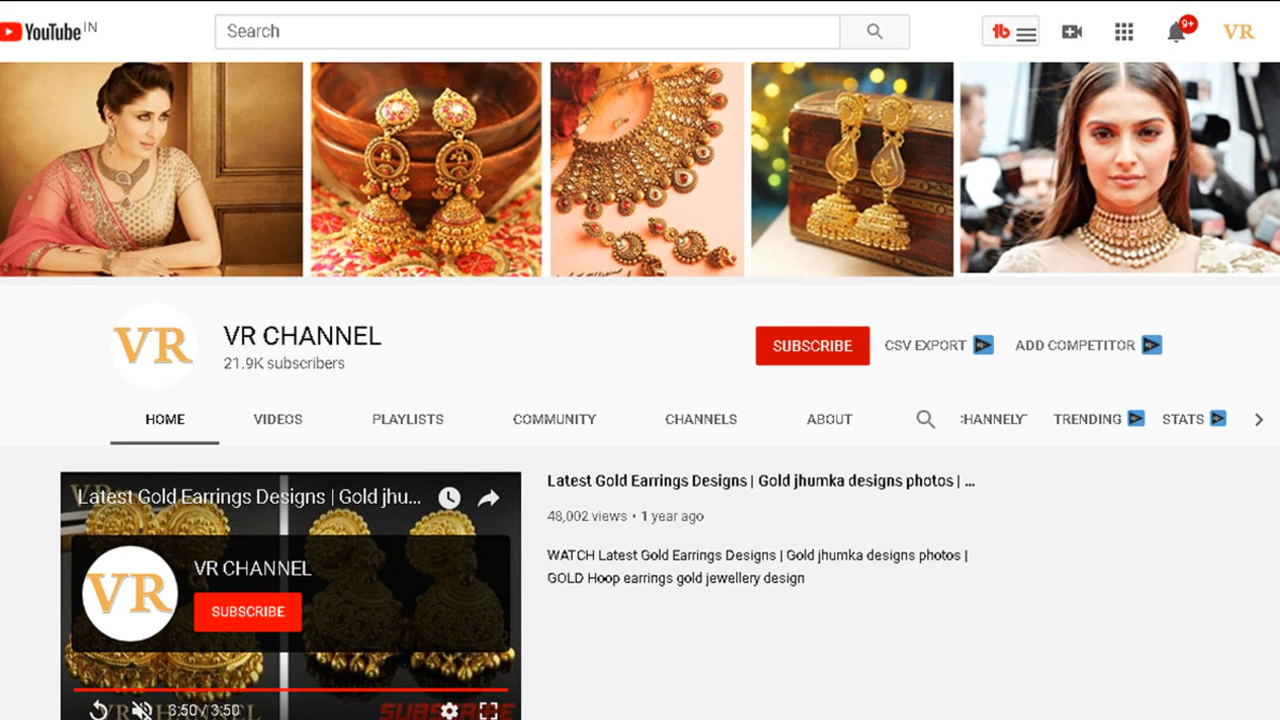 YouTube IN
Search
9+
VR
VR
VR CHANNEL
21.9K subscribers
SUBSCRIBE
CSV EXPORT
ADD COMPETITOR
HOME
VIDEOS
PLAYLISTS
COMMUNITY
CHANNELS
ABOUT
CHANNELY
TRENDING
STATS
Latest Gold Earrings Designs | Gold jhu...
VR
VR CHANNEL
SUBSCRIBE
3:50 / 3:50
SUBSCRIBE
Latest Gold Earrings Designs | Gold jhumka designs photos | ...
48,002 views • 1 year ago
WATCH Latest Gold Earrings Designs | Gold jhumka designs photos |
GOLD Hoop earrings gold jewellery design